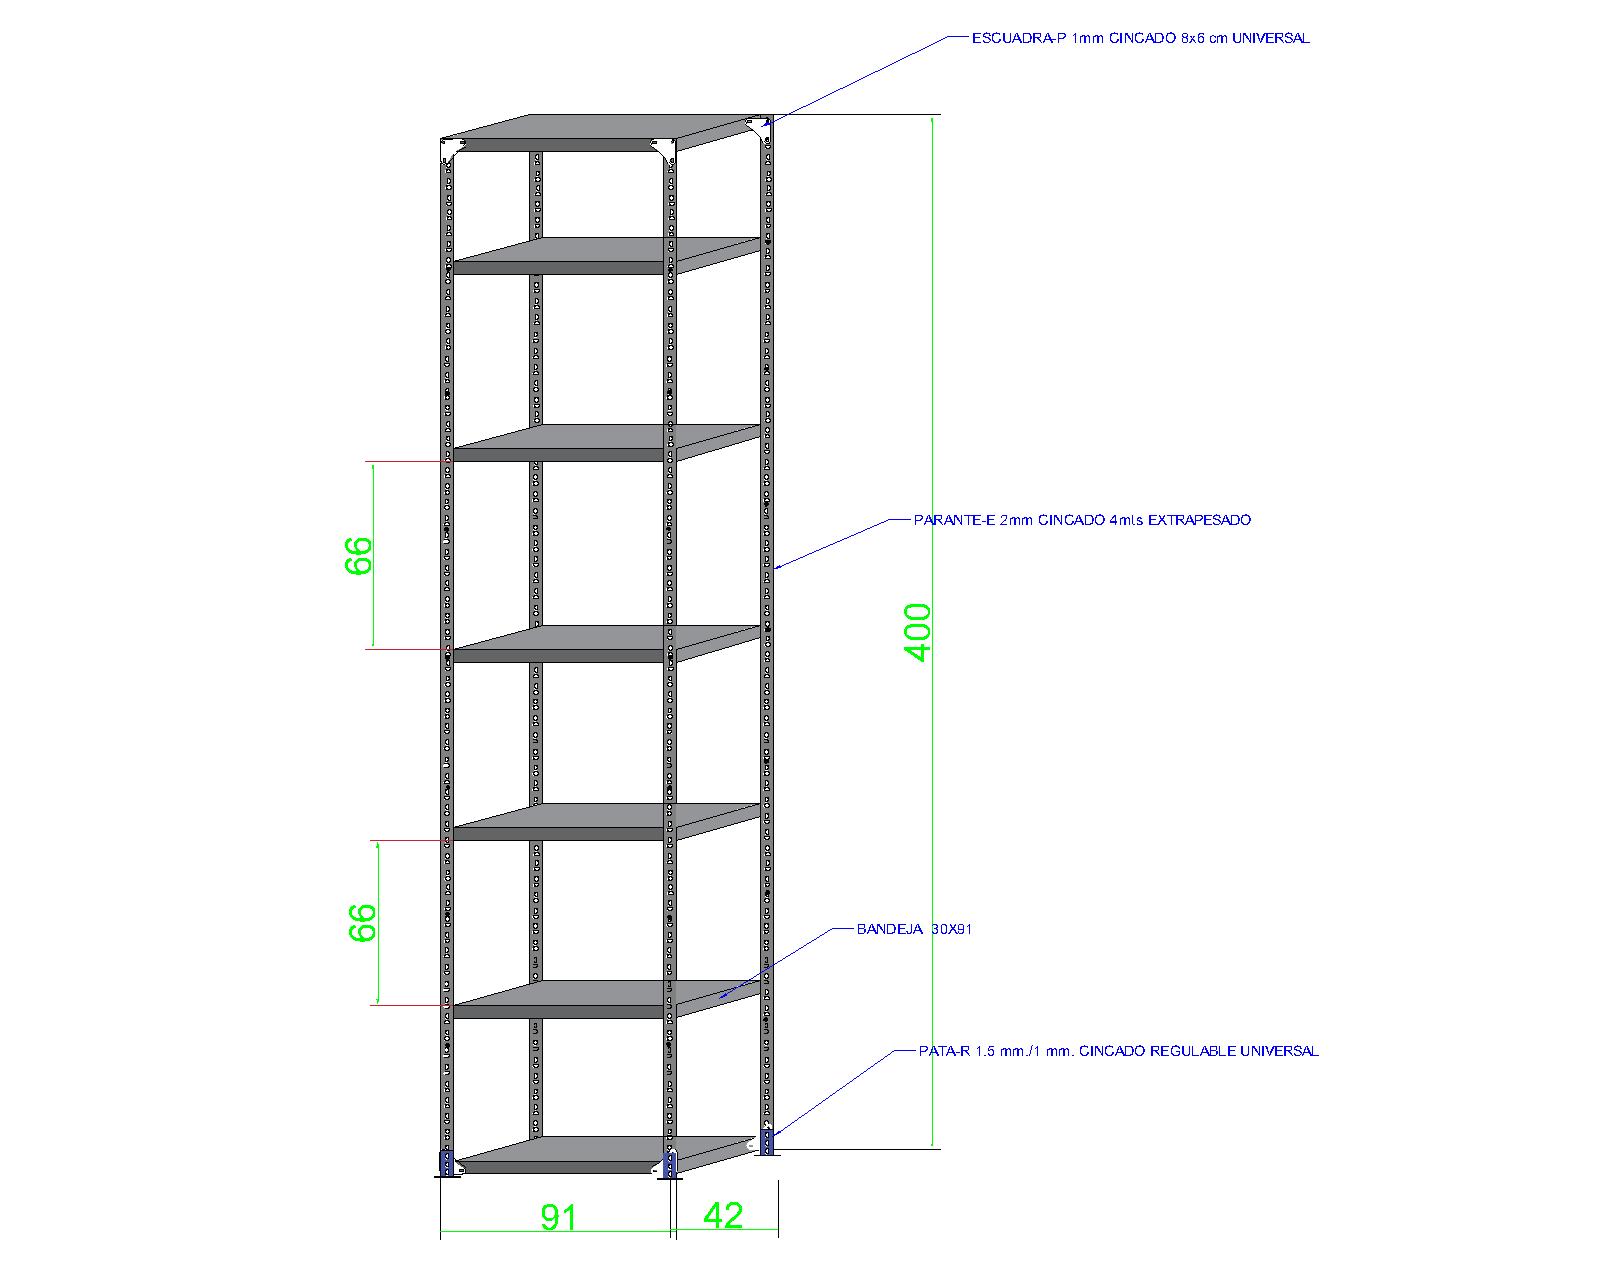 ESCUADRA-P 1mm CINCADO 8x6 cm UNIVERSAL
PARANTE-E 2mm CINCADO 4mts EXTRAPESADO
66
400
66
BANDEJA 30X91
PATA-R 1.5 mm./1 mm. CINCADO REGULABLE UNIVERSAL
91
42